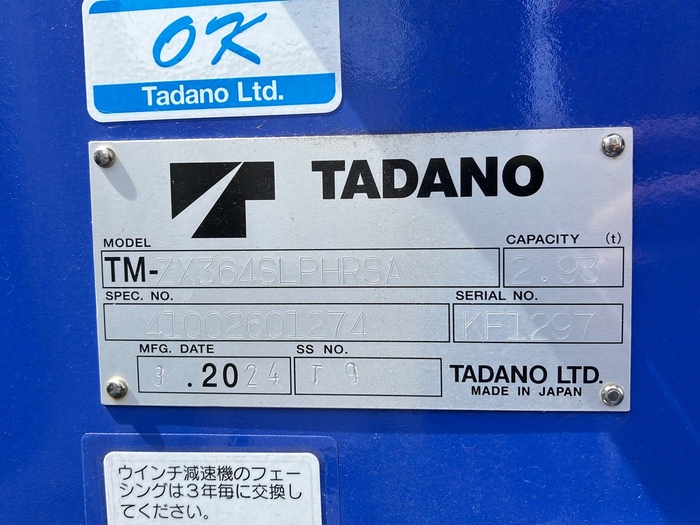 OK
Tadano Ltd.
TADANO
MODEL
CAPACITY (t)
TM-ZX364SLPHRSA
2.93
SPEC. NO.
SERIAL NO.
41002601274
KF1297
MFG. DATE
SS NO.
3.2024
T 9
TADANO LTD.
MADE IN JAPAN
ウインチ減速機のフェー
シングは3年毎に交換し
てください。